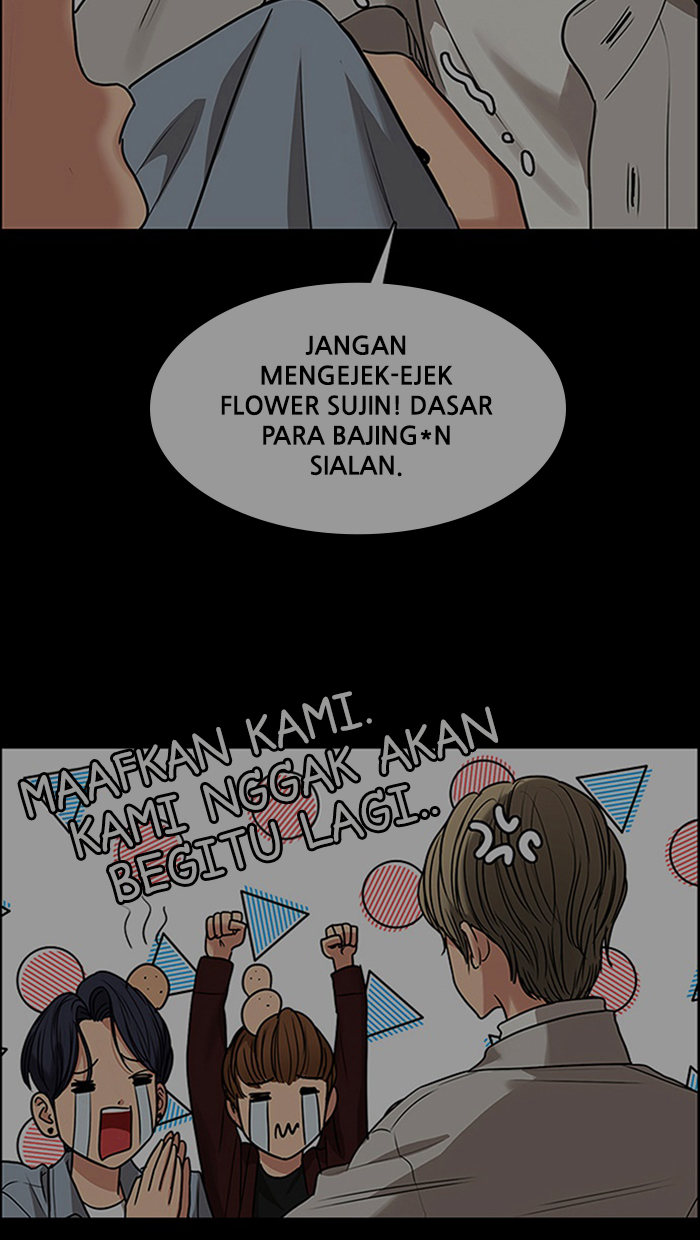 JANGAN
MENGEJEK-EJEK
FLOWER SUJIN! DASAR
PARA BAJING*N
SIALAN.
MAAFKAN KAMI.
KAMI NGGAK AKAN
BEGITU LAGI..